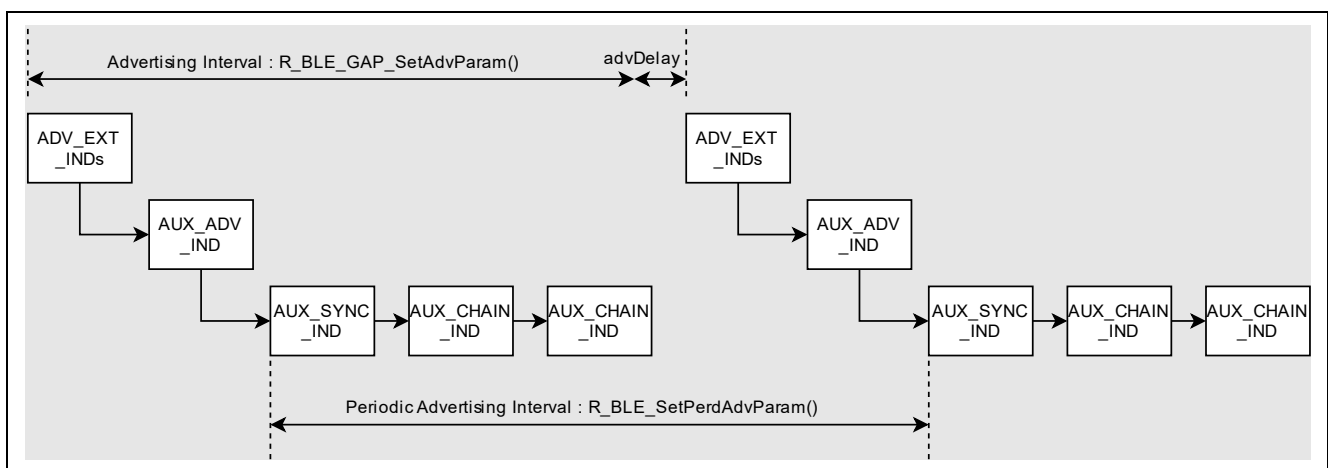 Advertising Interval : R_BLE_GAP_SetAdvParam()
advDelay
ADV_EXT
_INDs
ADV_EXT
_INDs
AUX_ADV
_IND
AUX_ADV
_IND
AUX_SYNC
_IND
AUX_CHAIN
_IND
AUX_CHAIN
_IND
AUX_SYNC
_IND
AUX_CHAIN
_IND
AUX_CHAIN
_IND
Periodic Advertising Interval : R_BLE_SetPerdAdvParam()